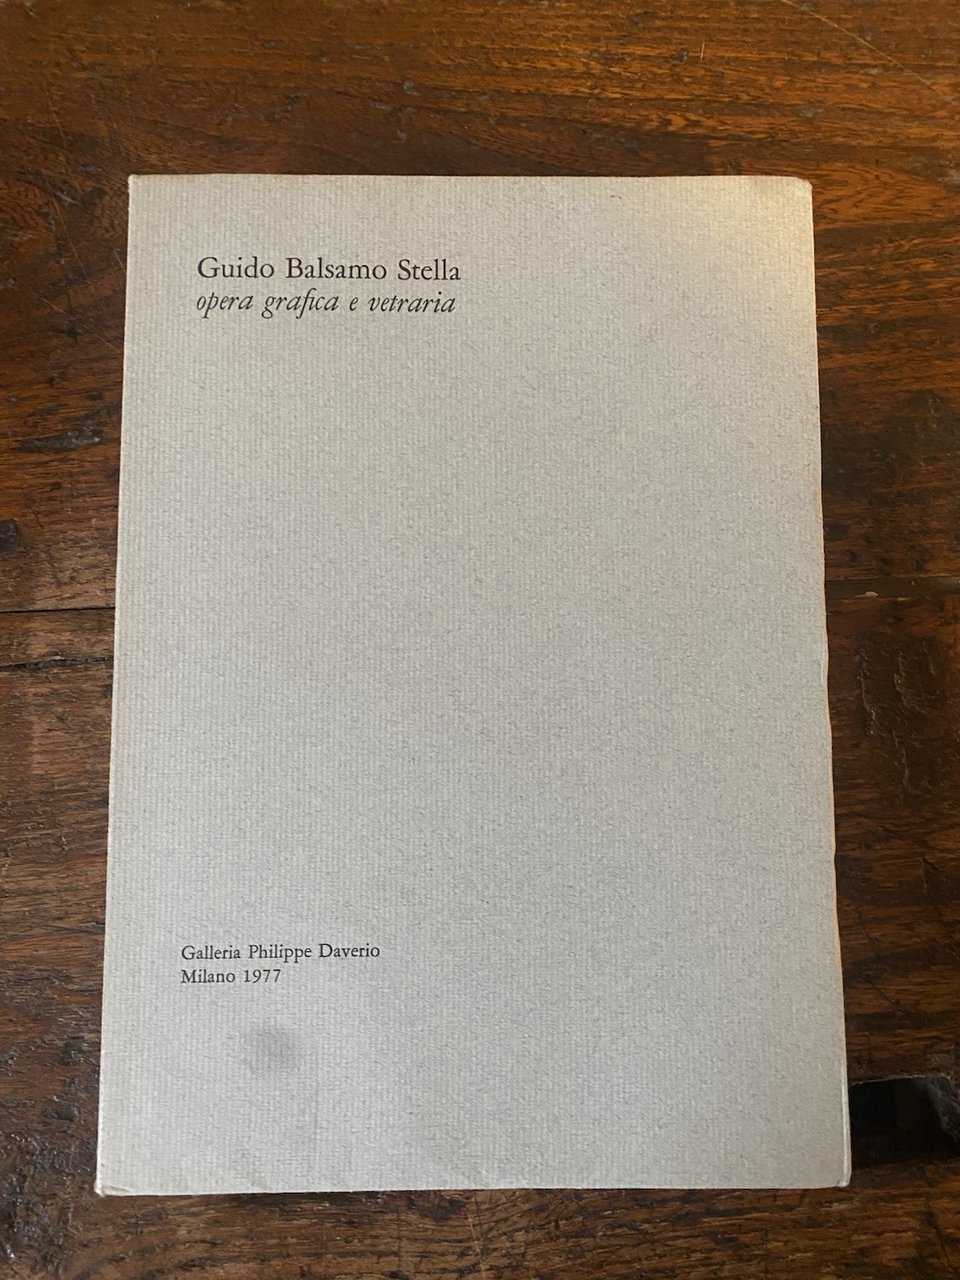 Guido Balsamo Stella
opera grafica e vetraria
Galleria Philippe Daverio
Milano 1977